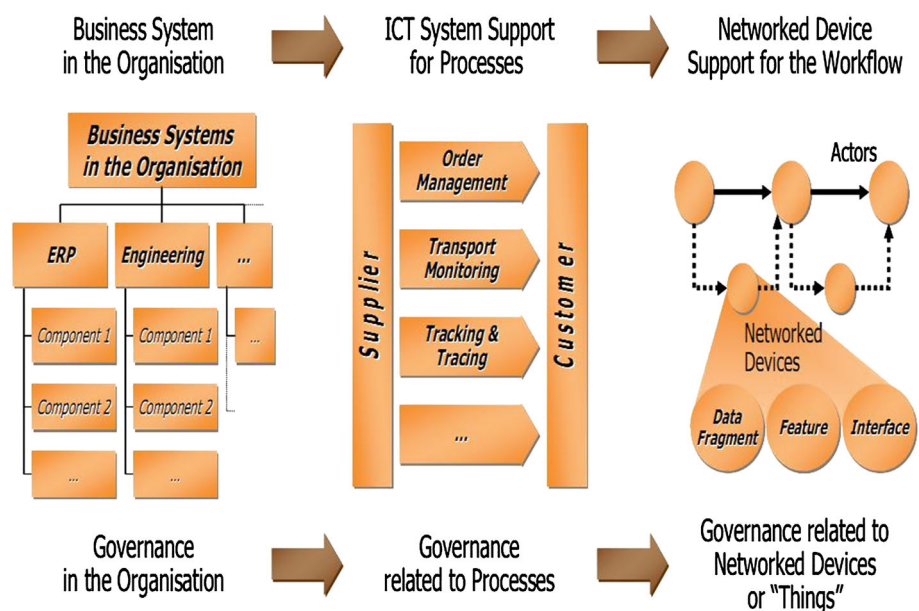 Business System
in the Organisation
ICT System Support
for Processes
Networked Device
Support for the Workflow
Business Systems
in the Organisation
ERP
Engineering
...
Component 1
Component 1
...
Component 2
Component 2
...
...
Supplier
Order
Management
Transport
Monitoring
Tracking &
Tracing
...
Customer
Actors
Networked
Devices
Data
Fragment
Feature
Interface
Governance
in the Organisation
Governance
related to Processes
Governance related to
Networked Devices
or “Things”